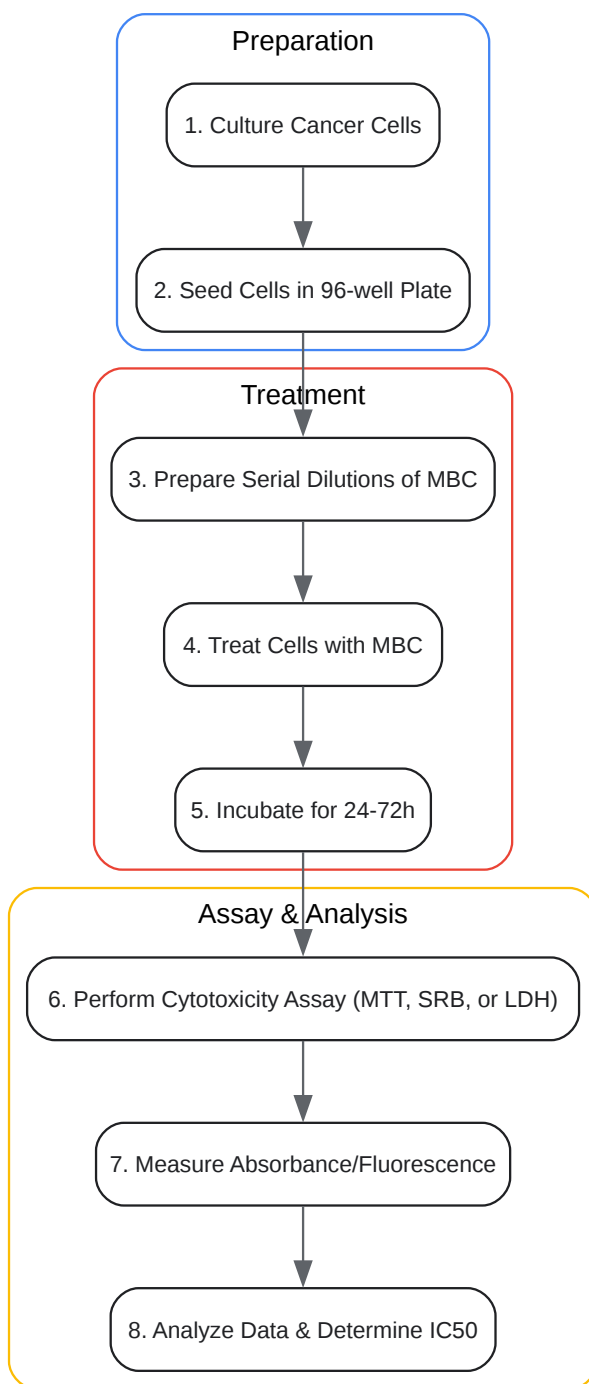 Preparation
1. Culture Cancer Cells
2. Seed Cells in 96-well Plate
Treatment
3. Prepare Serial Dilutions of MBC
4. Treat Cells with MBC
5. Incubate for 24-72h
Assay & Analysis
6. Perform Cytotoxicity Assay (MTT, SRB, or LDH)
7. Measure Absorbance/Fluorescence
8. Analyze Data & Determine IC50